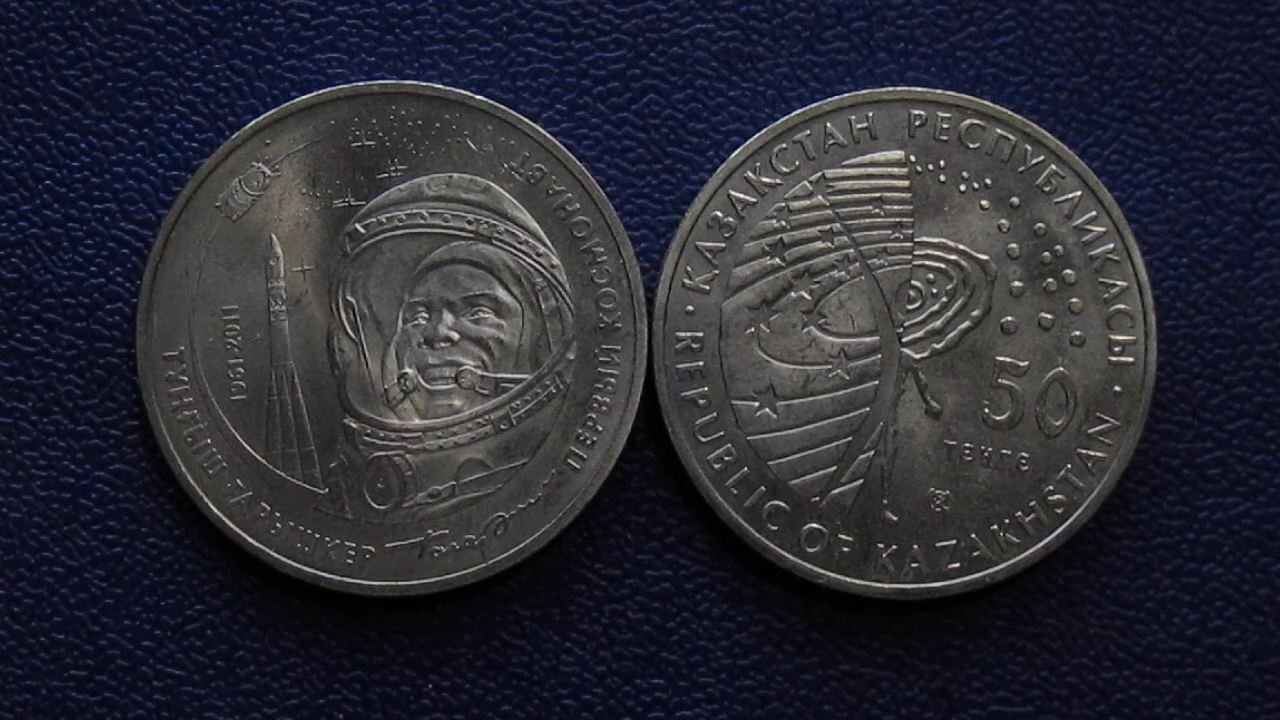 1961-2011
ТҰҢҒЫШ ҒАРЫШКЕР
ПЕРВЫЙ КОСМОНАВТ
ҚАЗАҚСТАН РЕСПУБЛИКАСЫ
50
ТЕҢГЕ
REPUBLIC OF KAZAKHSTAN